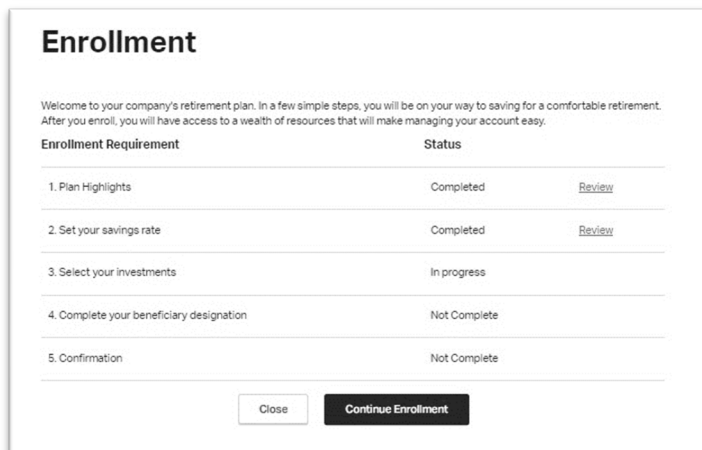 Enrollment
Welcome to your company's retirement plan. In a few simple steps, you will be on your way to saving for a comfortable retirement.
After you enroll, you will have access to a wealth of resources that will make managing your account easy.
Enrollment Requirement Status
1. Plan Highlights Completed Review
2. Set your savings rate Completed Review
3. Select your investments In progress
4. Complete your beneficiary designation Not Complete
5. Confirmation Not Complete
Close Continue Enrollment